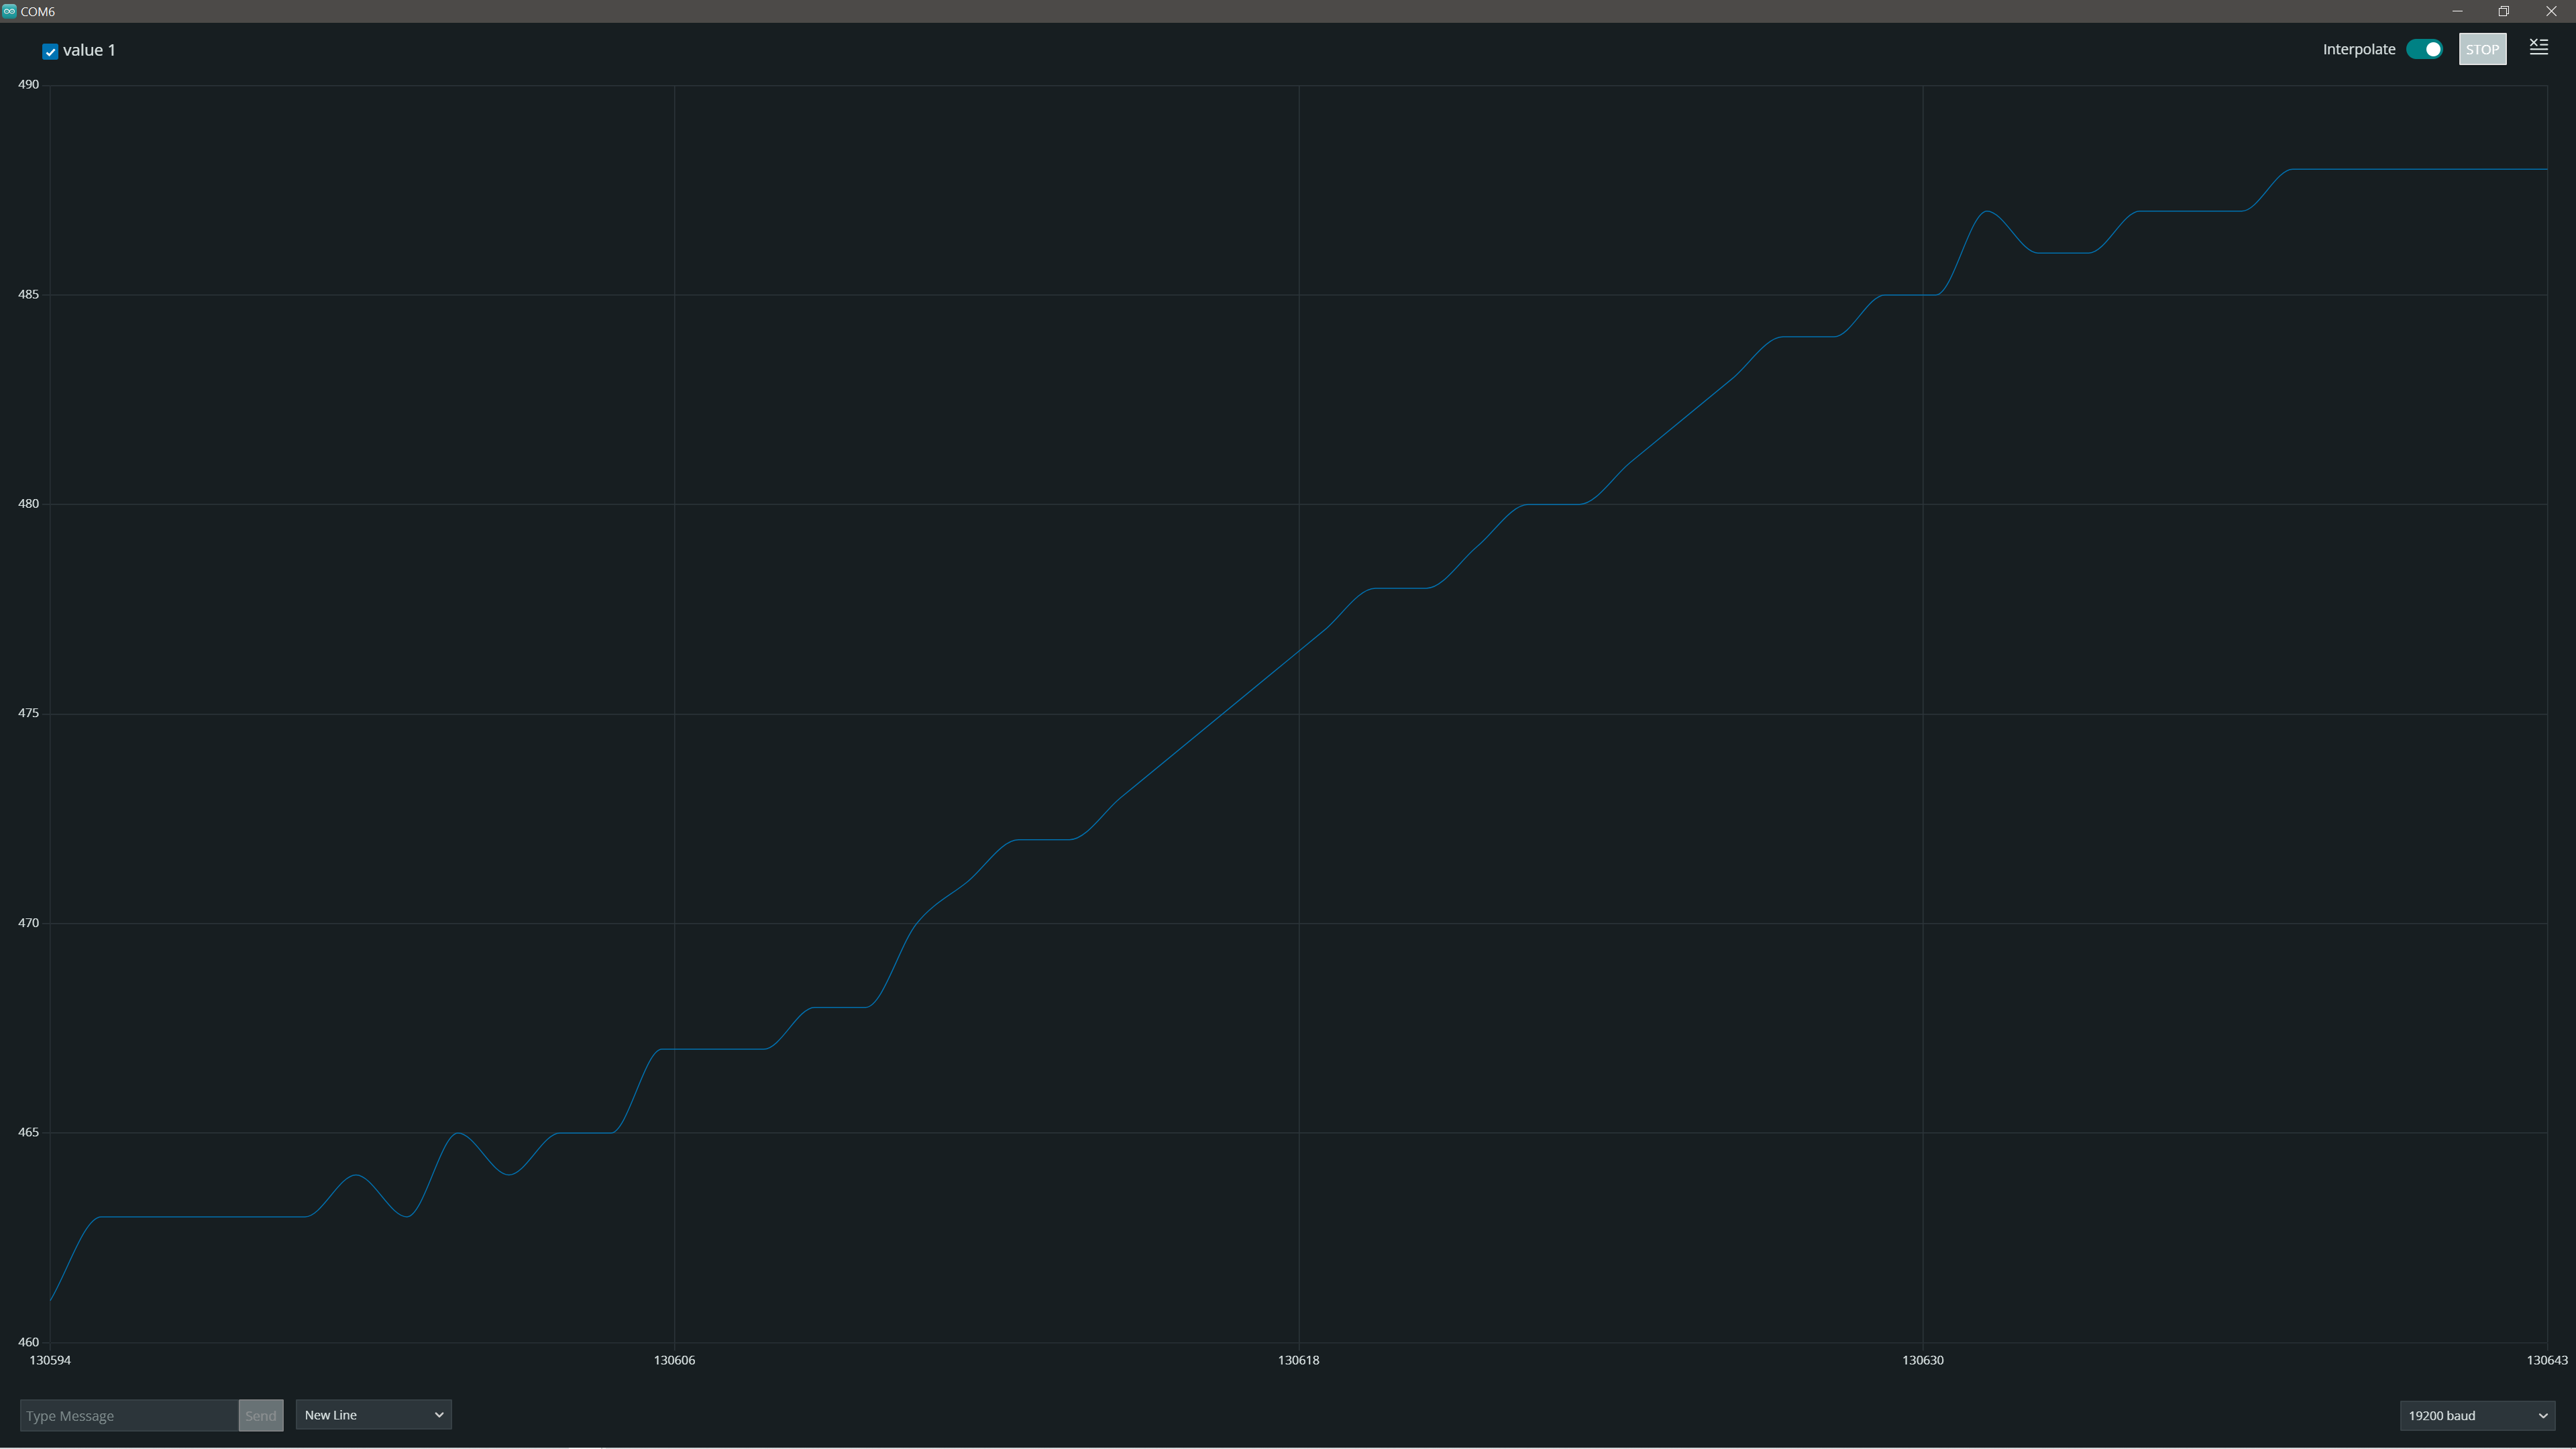 COM6
value 1
Interpolate
STOP
490
485
480
475
470
465
460
130594
130606
130618
130630
130643
Type Message
Send
New Line
19200 baud